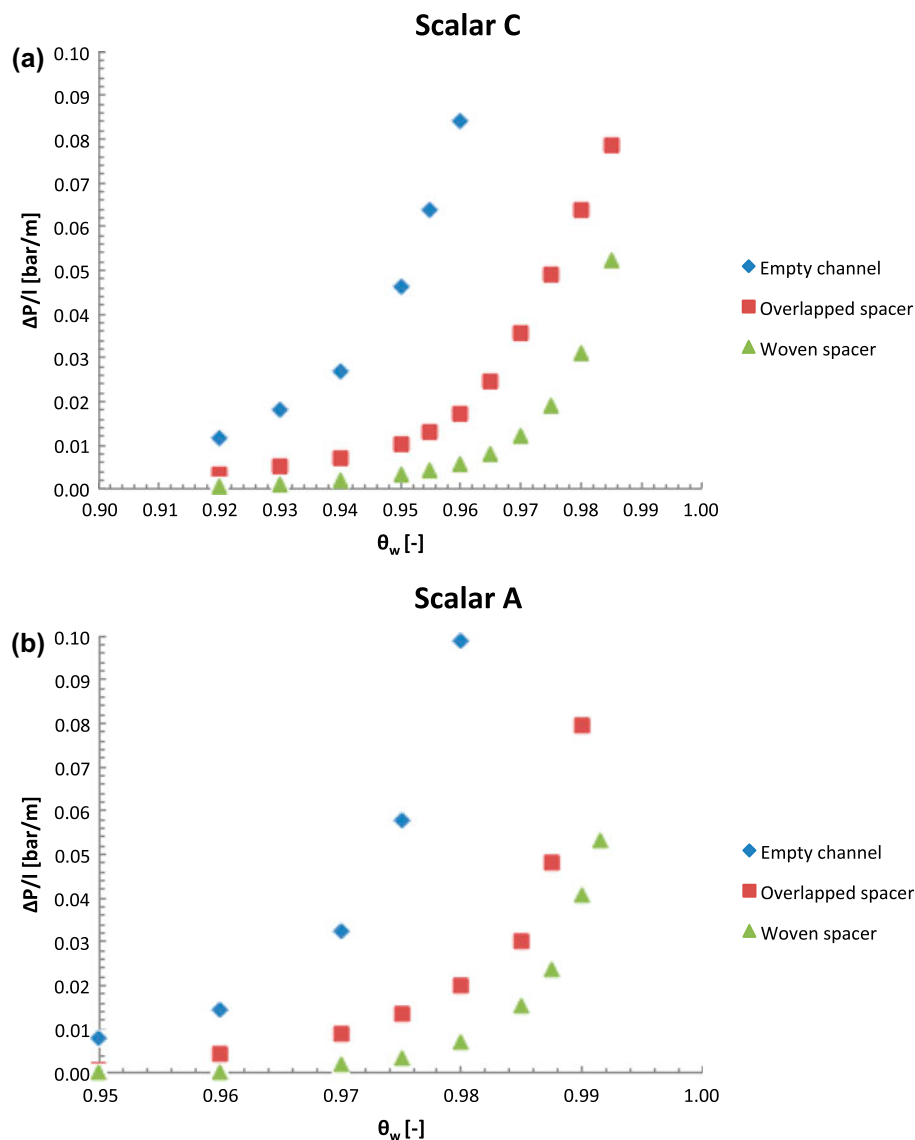 Scalar C
(a)
0.10
0.09
0.08
0.07
0.06
0.05
0.04
0.03
0.02
0.01
0.00
ΔP/l [bar/m]
0.90 0.91 0.92 0.93 0.94 0.95 0.96 0.97 0.98 0.99 1.00
θw [-]
Empty channel
Overlapped spacer
Woven spacer
Scalar A
(b)
0.10
0.09
0.08
0.07
0.06
0.05
0.04
0.03
0.02
0.01
0.00
ΔP/l [bar/m]
0.95 0.96 0.97 0.98 0.99 1.00
θw [-]
Empty channel
Overlapped spacer
Woven spacer